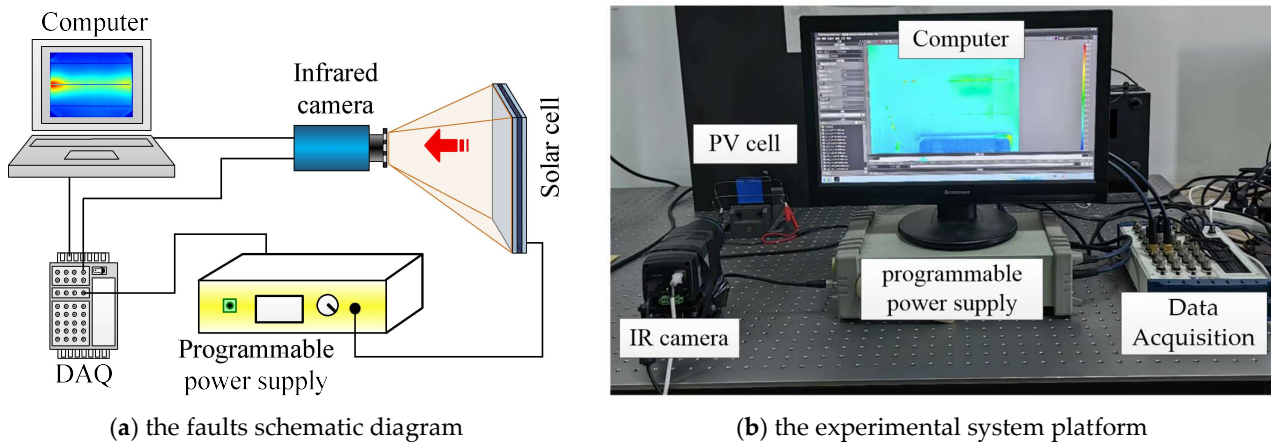 Computer
Infrared
camera
Solar cell
DAQ
Programmable
power supply
(a) the faults schematic diagram
Computer
PV cell
lenovo
programmable
power supply
IR camera
Data
Acquisition
(b) the experimental system platform